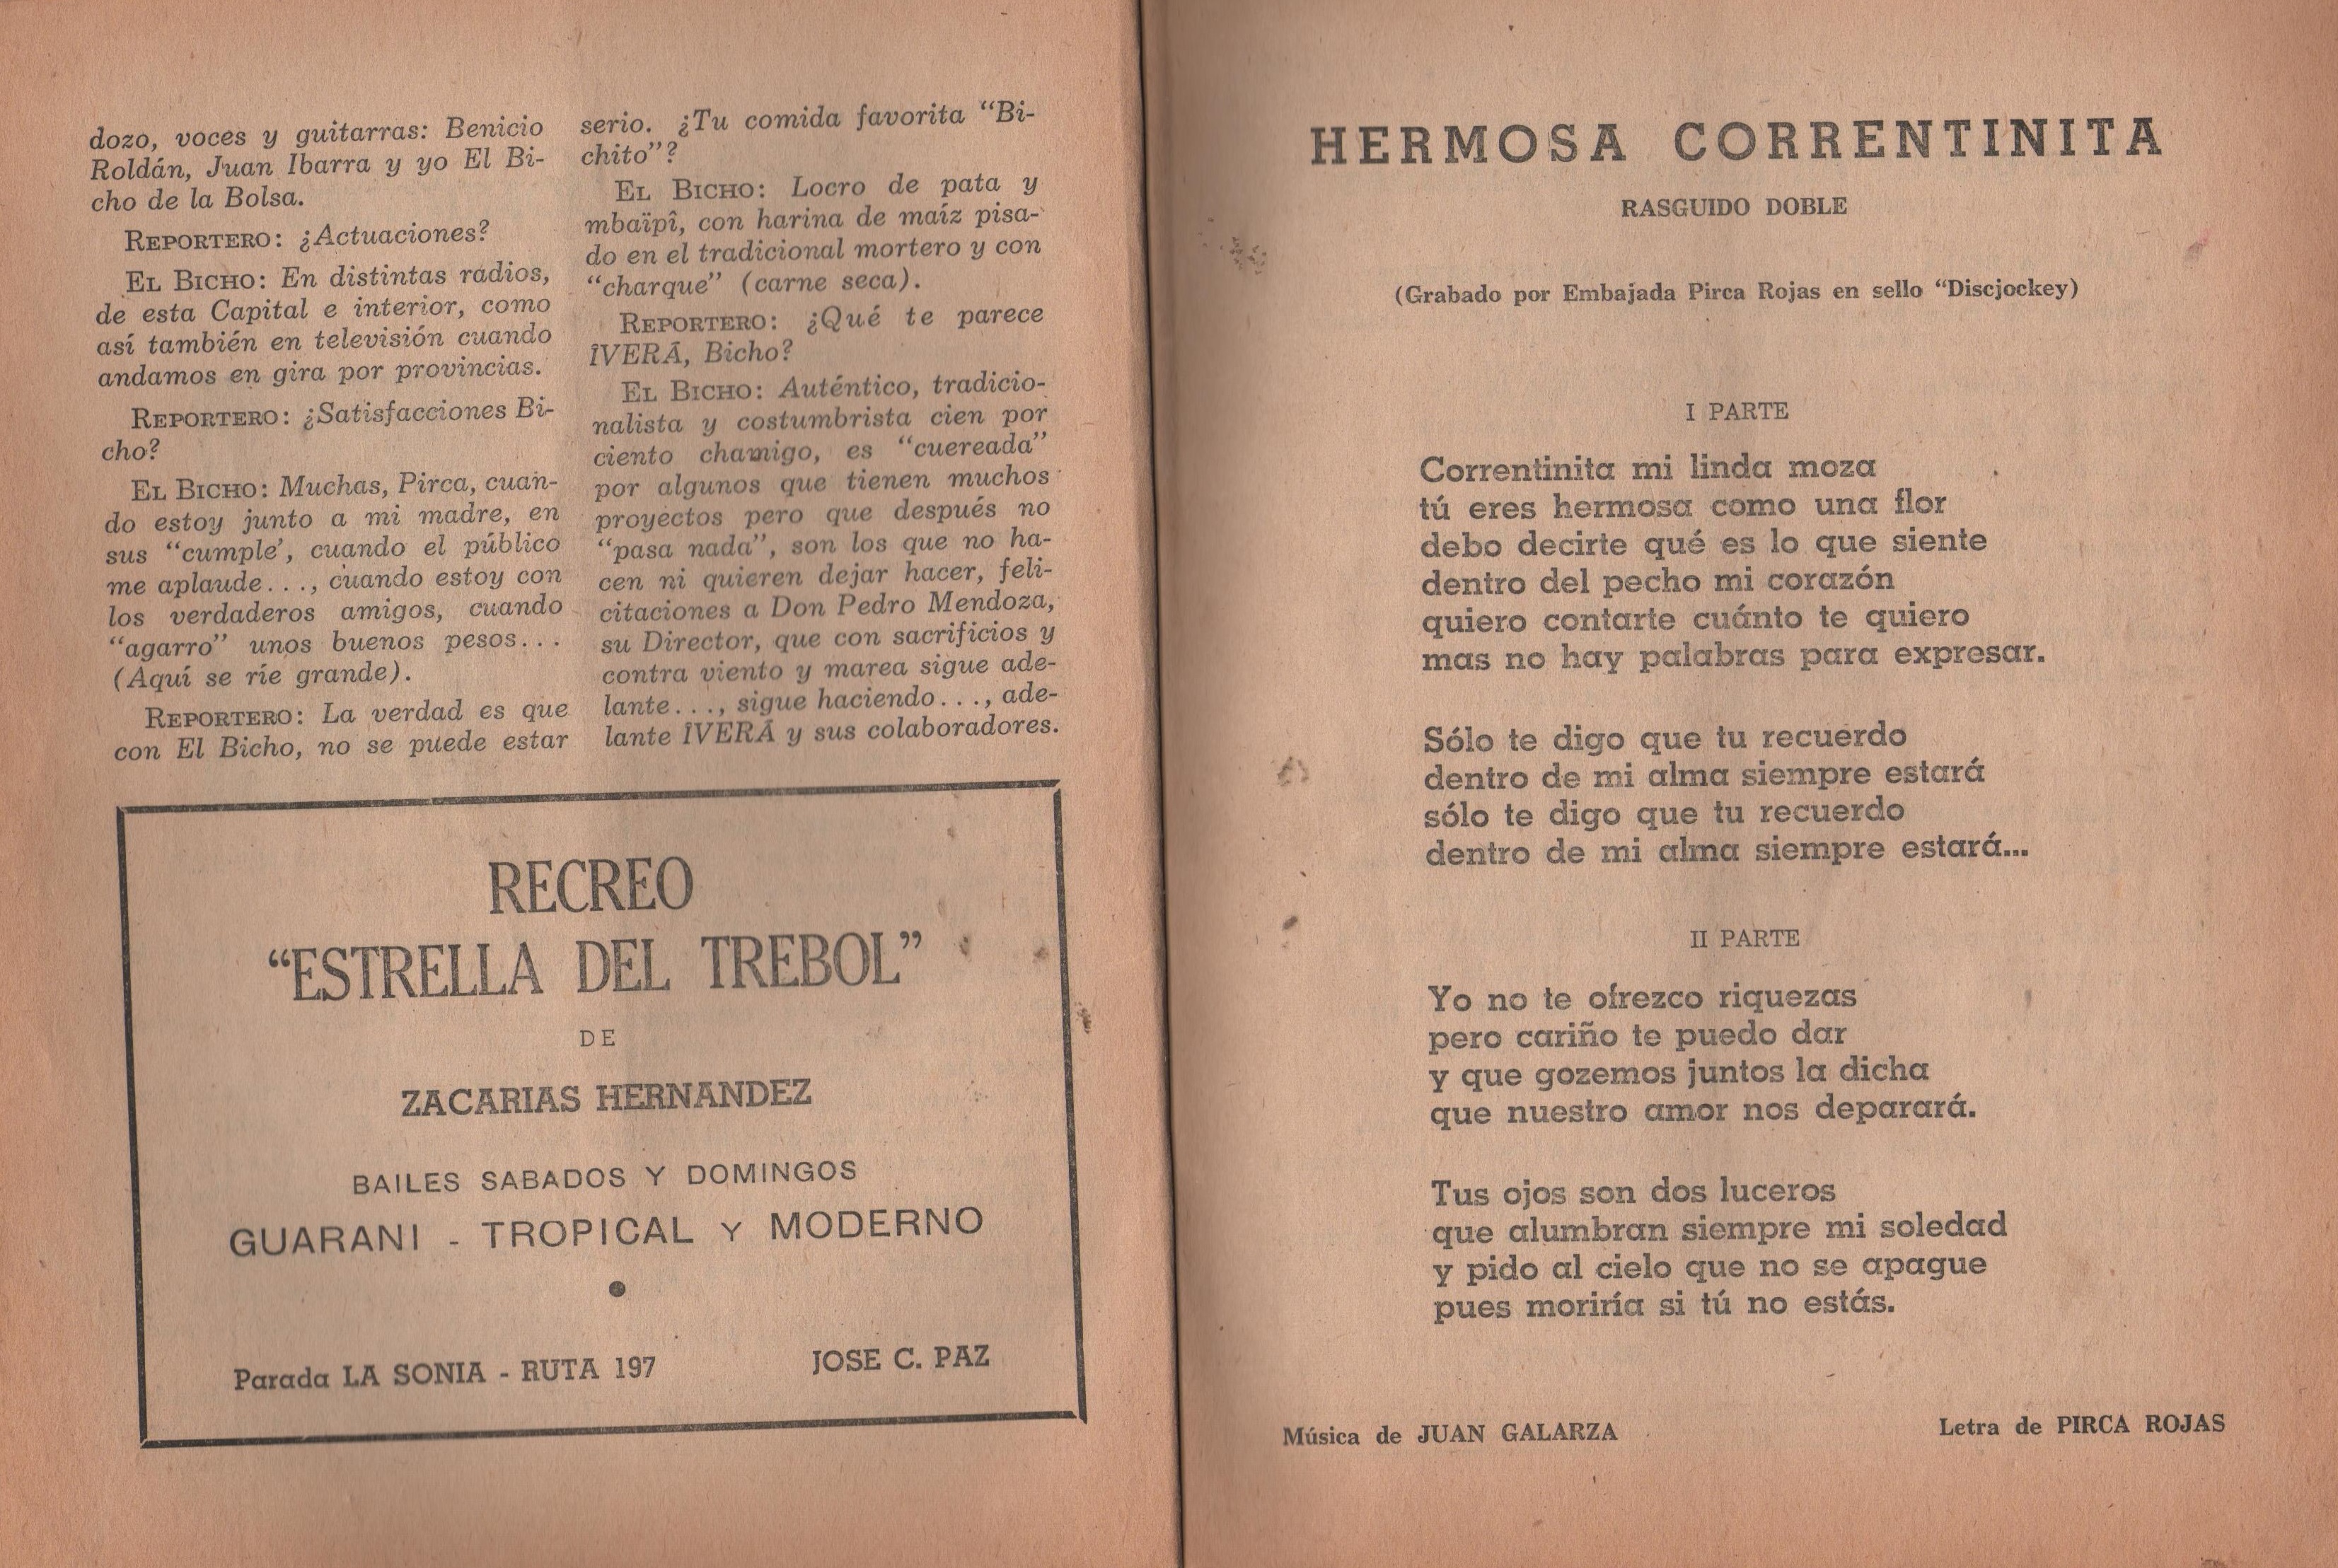 dozo, voces y guitarras: Benicio
Roldán, Juan Ibarra y yo El Bi-
cho de la Bolsa.
REPORTERO: ¿Actuaciones?
EL BICHO: En distintas radios,
de esta Capital e interior, como
así también en televisión cuando
andamos en gira por provincias.
REPORTERO: ¿Satisfacciones Bi-
cho?
EL BICHO: Muchas, Pirca, cuan-
do estoy junto a mi madre, en
sus “cumple’, cuando el público
me aplaude..., cuando estoy con
los verdaderos amigos, cuando
“agarro” unos buenos pesos...
(Aquí se ríe grande).
REPORTERO: La verdad es que
con El Bicho, no se puede estar
serio. ¿Tu comida favorita “Bi-
chito”?
EL BICHO: Locro de pata y
mbaïpî, con harina de maíz pisa-
do en el tradicional mortero y con
“charque” (carne seca).
REPORTERO: ¿Qué te parece
ÎVERÃ, Bicho?
EL BICHO: Auténtico, tradicio-
nalista y costumbrista cien por
ciento chamigo, es “cuereada”
por algunos que tienen muchos
proyectos pero que después no
“pasa nada”, son los que no ha-
cen ni quieren dejar hacer, feli-
citaciones a Don Pedro Mendoza,
su Director, que con sacrificios y
contra viento y marea sigue ade-
lante..., sigue haciendo..., ade-
lante ÎVERÃ y sus colaboradores.
RECREO
“ESTRELLA DEL TREBOL”
DE
ZACARIAS HERNANDEZ
BAILES SABADOS Y DOMINGOS
GUARANI - TROPICAL Y MODERNO
●
Parada LA SONIA - RUTA 197 JOSE C. PAZ
HERMOSA CORRENTINITA
RASGUIDO DOBLE
(Grabado por Embajada Pirca Rojas en sello “Discjockey)
I PARTE
Correntinita mi linda moza
tú eres hermosa como una flor
debo decirte qué es lo que siente
dentro del pecho mi corazón
quiero contarte cuánto te quiero
mas no hay palabras para expresar.
Sólo te digo que tu recuerdo
dentro de mi alma siempre estará
sólo te digo que tu recuerdo
dentro de mi alma siempre estará...
II PARTE
Yo no te ofrezco riquezas
pero cariño te puedo dar
y que gozemos juntos la dicha
que nuestro amor nos deparará.
Tus ojos son dos luceros
que alumbran siempre mi soledad
y pido al cielo que no se apague
pues moriría si tú no estás.
Música de JUAN GALARZA Letra de PIRCA ROJAS